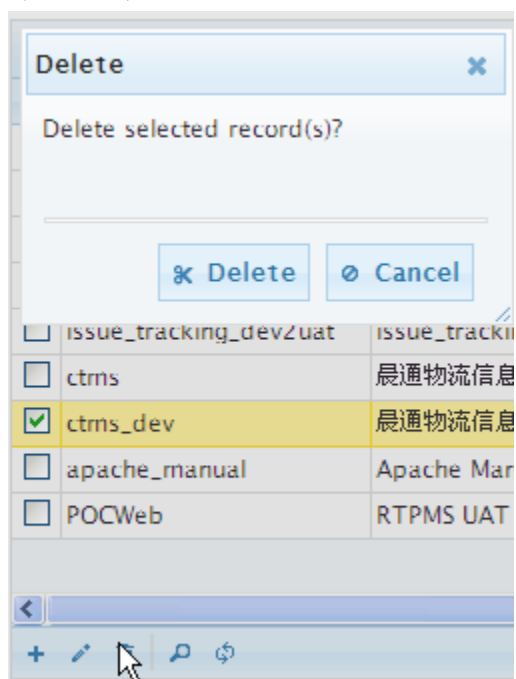 Delete
Delete selected record(s)?
Delete Cancel
issue_tracking_dev2uat issue_tracki
ctms 晨通物流信息
ctms_dev 晨通物流信息
apache_manual Apache Mar
POCWeb RTPMS UAT